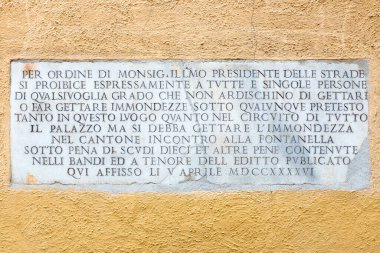 PER ORDINE DI MONSIG. ILLMO PRESIDENTE DELLE STRADE
SI PROIBICE ESPRESSAMENTE A TVTTE E SINGOLE PERSONE
DI QVALSIVOGLIA GRADO CHE NON ARDISCHINO DI GETTARE
O FAR GETTARE IMMONDEZZE SOTTO QVALVNQVE PRETESTO
TANTO IN QVESTO LVOGO QVANTO NEL CIRCVITO DI TVTTO
IL PALAZZO MA SI DEBBA GETTARE L'IMMONDEZZA
NEL CANTONE INCONTRO ALLA FONTANELLA
SOTTO PENA DI SCVDI DIECI ET ALTRE PENE CONTENVTE
NELLI BANDI ED A TENORE DELL EDITTO PVBLICATO
QVI AFFISSO LI V APRILE MDCCXXXXVI